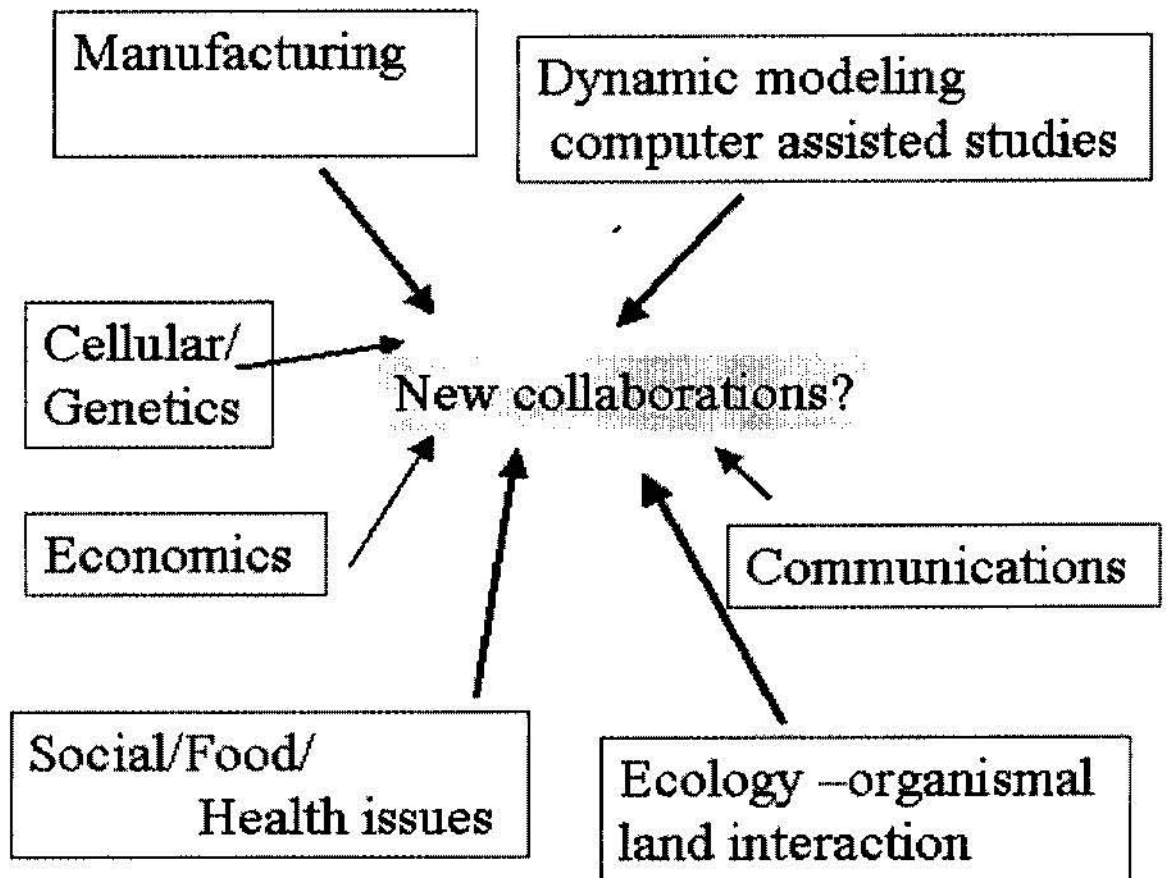 Manufacturing
Dynamic modeling
computer assisted studies
Cellular/
Genetics
New collaborations?
Economics
Communications
Social/Food/
Health issues
Ecology –organismal
land interaction